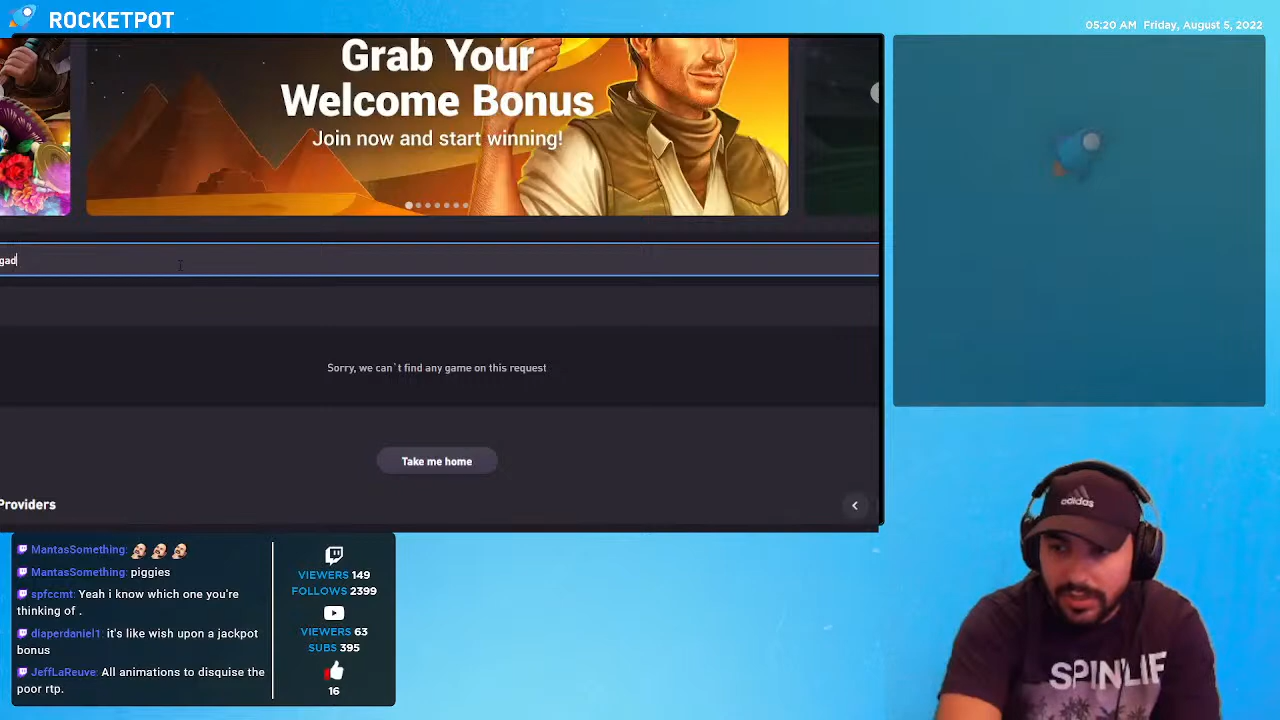 ROCKETPOT
05:20 AM Friday, August 5, 2022
Grab Your
Welcome Bonus
Join now and start winning!
gad
Sorry, we can`t find any game on this request
Take me home
Providers
MantasSomething:
MantasSomething: piggies
spfccmt: Yeah i know which one you're
thinking of .
diaperdaniel1: it's like wish upon a jackpot
bonus
JeffLaReuve: All animations to disquise the
poor rtp.
VIEWERS 149
FOLLOWS 2399
VIEWERS 63
SUBS 395
16
adidas
SPINLIF